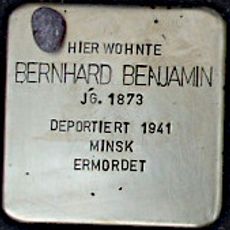 HIER WOHNTE
BERNHARD BENJAMIN
JG. 1873
DEPORTIERT 1941
MINSK
ERMORDET